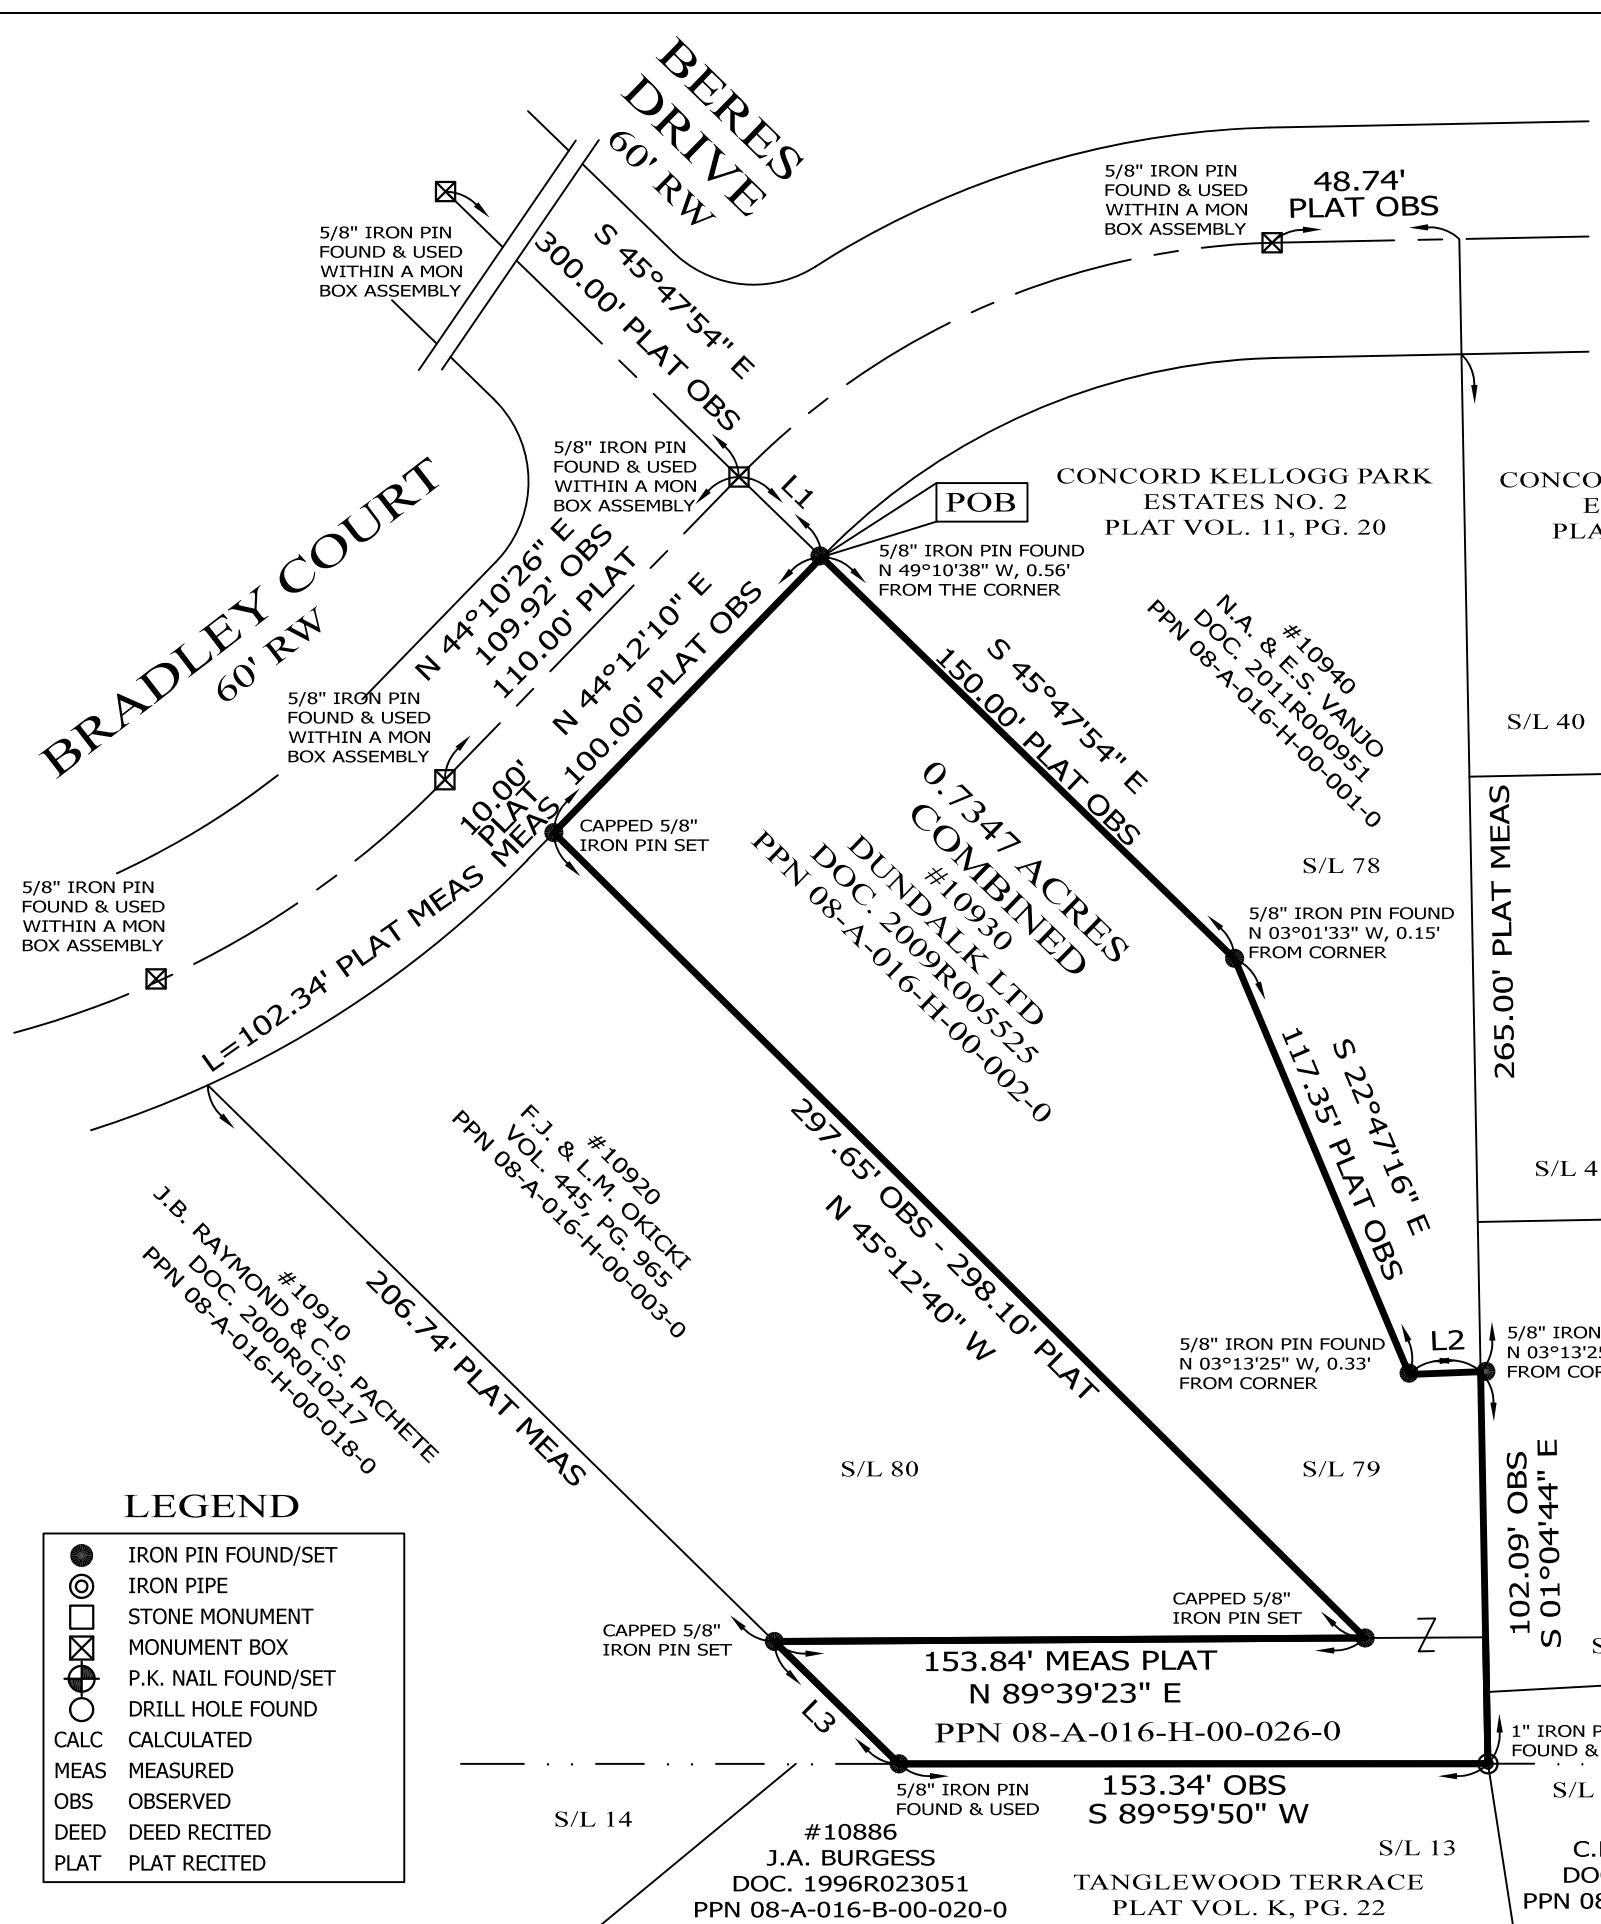 BERES
DRIVE
60' RW
5/8" IRON PIN
FOUND & USED
WITHIN A MON
BOX ASSEMBLY
S 45°47'54" E
300.00' PLAT OBS
5/8" IRON PIN
FOUND & USED
WITHIN A MON
BOX ASSEMBLY
48.74'
PLAT OBS
5/8" IRON PIN
FOUND & USED
WITHIN A MON
BOX ASSEMBLY
L1
POB
CONCORD KELLOGG PARK
ESTATES NO. 2
PLAT VOL. 11, PG. 20
CONCO
E
PLA
BRADLEY COURT
60' RW
N 44°10'26" E
109.92' OBS
110.00' PLAT
N 44°12'10" E
100.00' PLAT OBS
5/8" IRON PIN FOUND
N 49°10'38" W, 0.56'
FROM THE CORNER
S 45°47'54" E
150.00' PLAT OBS
#10940
N.A. & E.S. VANJO
DOC. 2011R000951
PPN 08-A-016-H-00-001-0
S/L 40
5/8" IRON PIN
FOUND & USED
WITHIN A MON
BOX ASSEMBLY
10.00'
PLAT
MEAS
CAPPED 5/8"
IRON PIN SET
0.7347 ACRES
COMBINED
#10930
DUNDALK LTD
DOC. 2009R005525
PPN 08-A-016-H-00-002-0
S/L 78
265.00' PLAT MEAS
5/8" IRON PIN
FOUND & USED
WITHIN A MON
BOX ASSEMBLY
L=102.34' PLAT MEAS
5/8" IRON PIN FOUND
N 03°01'33" W, 0.15'
FROM CORNER
S 22°47'16" E
117.35' PLAT OBS
297.65' OBS - 298.10' PLAT
N 45°12'40" W
#10920
F.J. & L.M. OKICKI
VOL. 445, PG. 965
PPN 08-A-016-H-00-003-0
S/L 4
#10910
J.B. RAYMOND & C.S. PACHETE
DOC. 2000R010217
PPN 08-A-016-H-00-018-0
206.74' PLAT MEAS
5/8" IRON PIN FOUND
N 03°13'25" W, 0.33'
FROM CORNER
L2
5/8" IRON
N 03°13'25
FROM COR
S/L 80
S/L 79
102.09' OBS
S 01°04'44" E
LEGEND
IRON PIN FOUND/SET
IRON PIPE
STONE MONUMENT
MONUMENT BOX
P.K. NAIL FOUND/SET
DRILL HOLE FOUND
CALC CALCULATED
MEAS MEASURED
OBS OBSERVED
DEED DEED RECITED
PLAT PLAT RECITED
CAPPED 5/8"
IRON PIN SET
CAPPED 5/8"
IRON PIN SET
S
153.84' MEAS PLAT
N 89°39'23" E
PPN 08-A-016-H-00-026-0
L3
1" IRON P
FOUND &
5/8" IRON PIN
FOUND & USED
153.34' OBS
S 89°59'50" W
S/L
S/L 14
#10886
J.A. BURGESS
DOC. 1996R023051
PPN 08-A-016-B-00-020-0
S/L 13
TANGLEWOOD TERRACE
PLAT VOL. K, PG. 22
DO
PPN 08